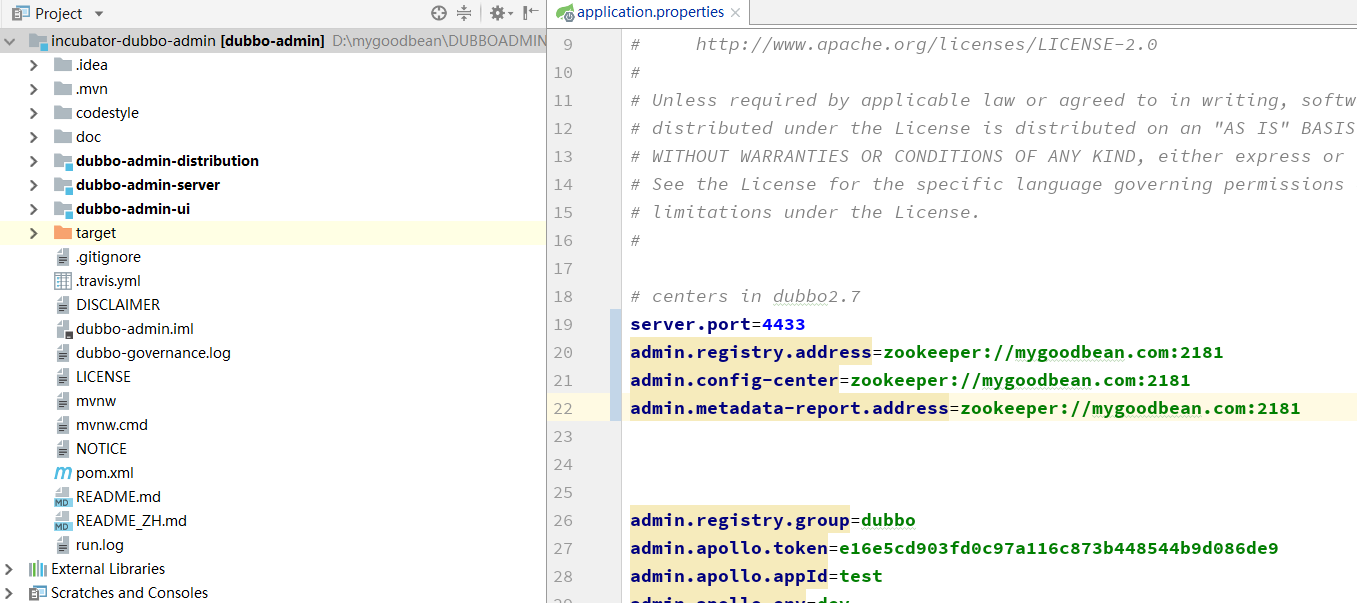 Project
incubator-dubbo-admin [dubbo-admin] D:\mygoodbean\DUBBOADMIN
.idea
.mvn
codestyle
doc
dubbo-admin-distribution
dubbo-admin-server
dubbo-admin-ui
target
.gitignore
.travis.yml
DISCLAIMER
dubbo-admin.iml
dubbo-governance.log
LICENSE
mvnw
mvnw.cmd
NOTICE
pom.xml
README.md
README_ZH.md
run.log
External Libraries
Scratches and Consoles
application.properties
9 # http://www.apache.org/licenses/LICENSE-2.0
10 #
11 # Unless required by applicable law or agreed to in writing, softw
12 # distributed under the License is distributed on an "AS IS" BASIS
13 # WITHOUT WARRANTIES OR CONDITIONS OF ANY KIND, either express or
14 # See the License for the specific language governing permissions
15 # limitations under the License.
16 #
17
18 # centers in dubbo2.7
19 server.port=4433
20 admin.registry.address=zookeeper://mygoodbean.com:2181
21 admin.config-center=zookeeper://mygoodbean.com:2181
22 admin.metadata-report.address=zookeeper://mygoodbean.com:2181
23
24
25
26 admin.registry.group=dubbo
27 admin.apollo.token=e16e5cd903fd0c97a116c873b448544b9d086de9
28 admin.apollo.appId=test
29 admin.apollo.env=dev